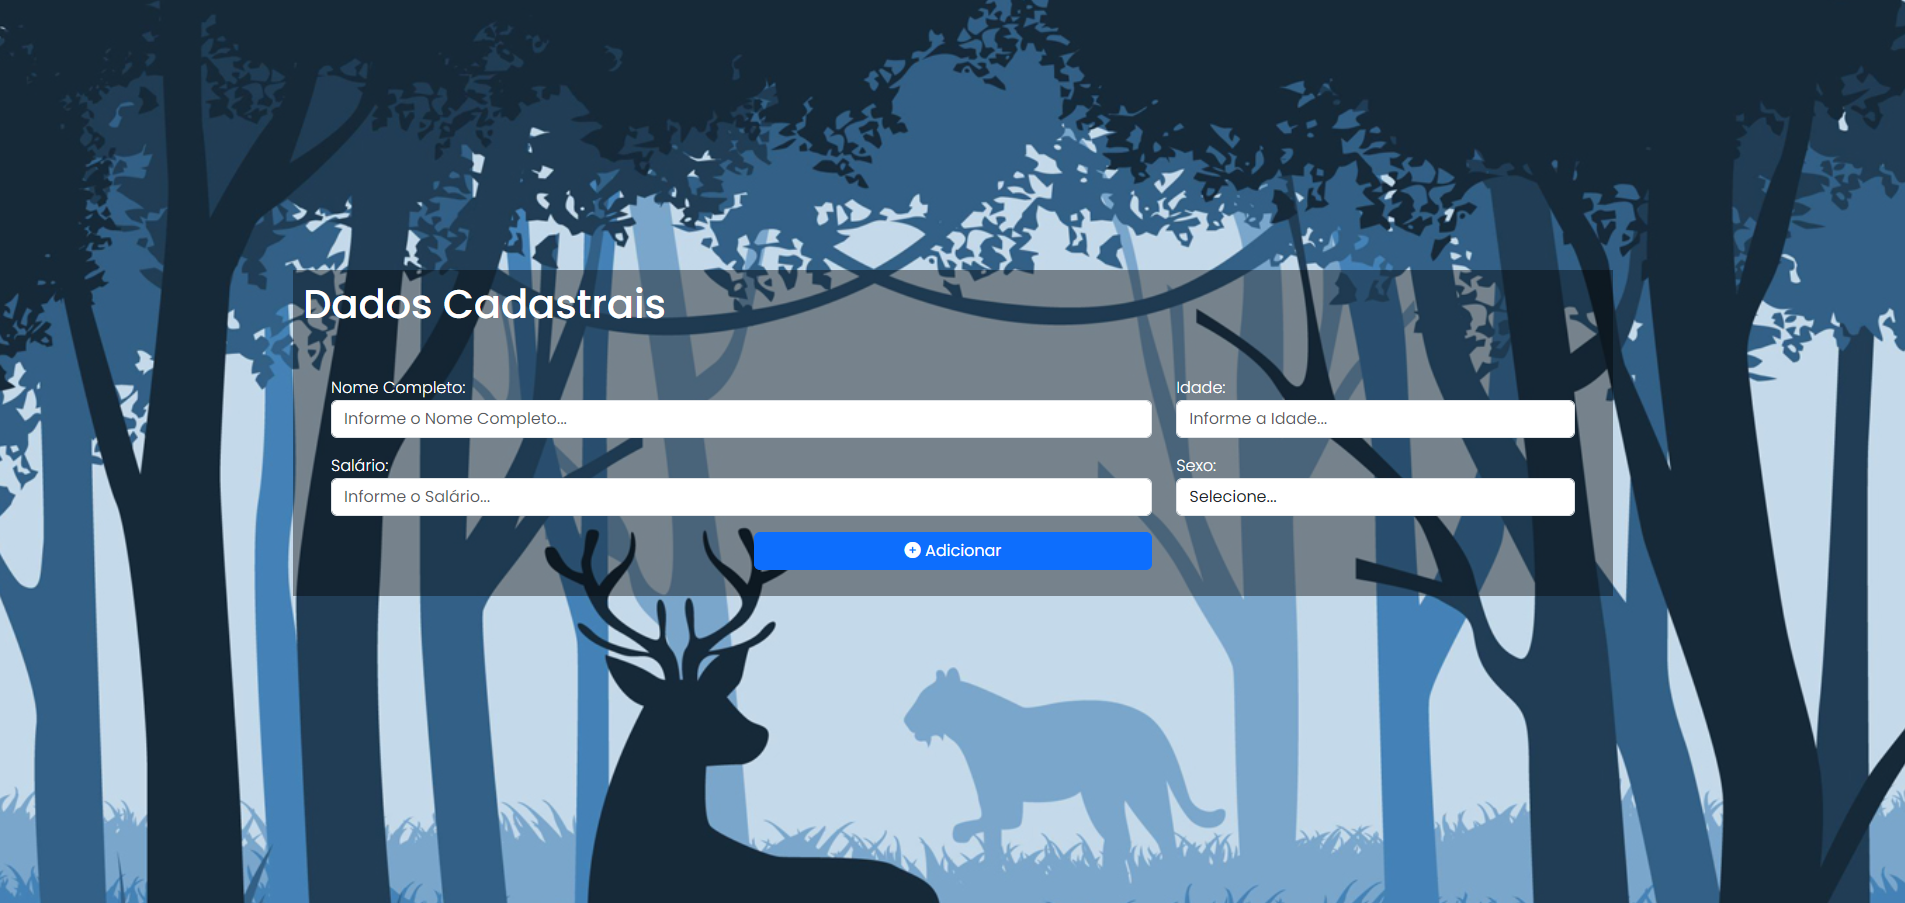 Dados Cadastrais
Nome Completo:
Idade:
Informe o Nome Completo...
Informe a Idade...
Salário:
Sexo:
Informe o Salário...
Selecione...
Adicionar